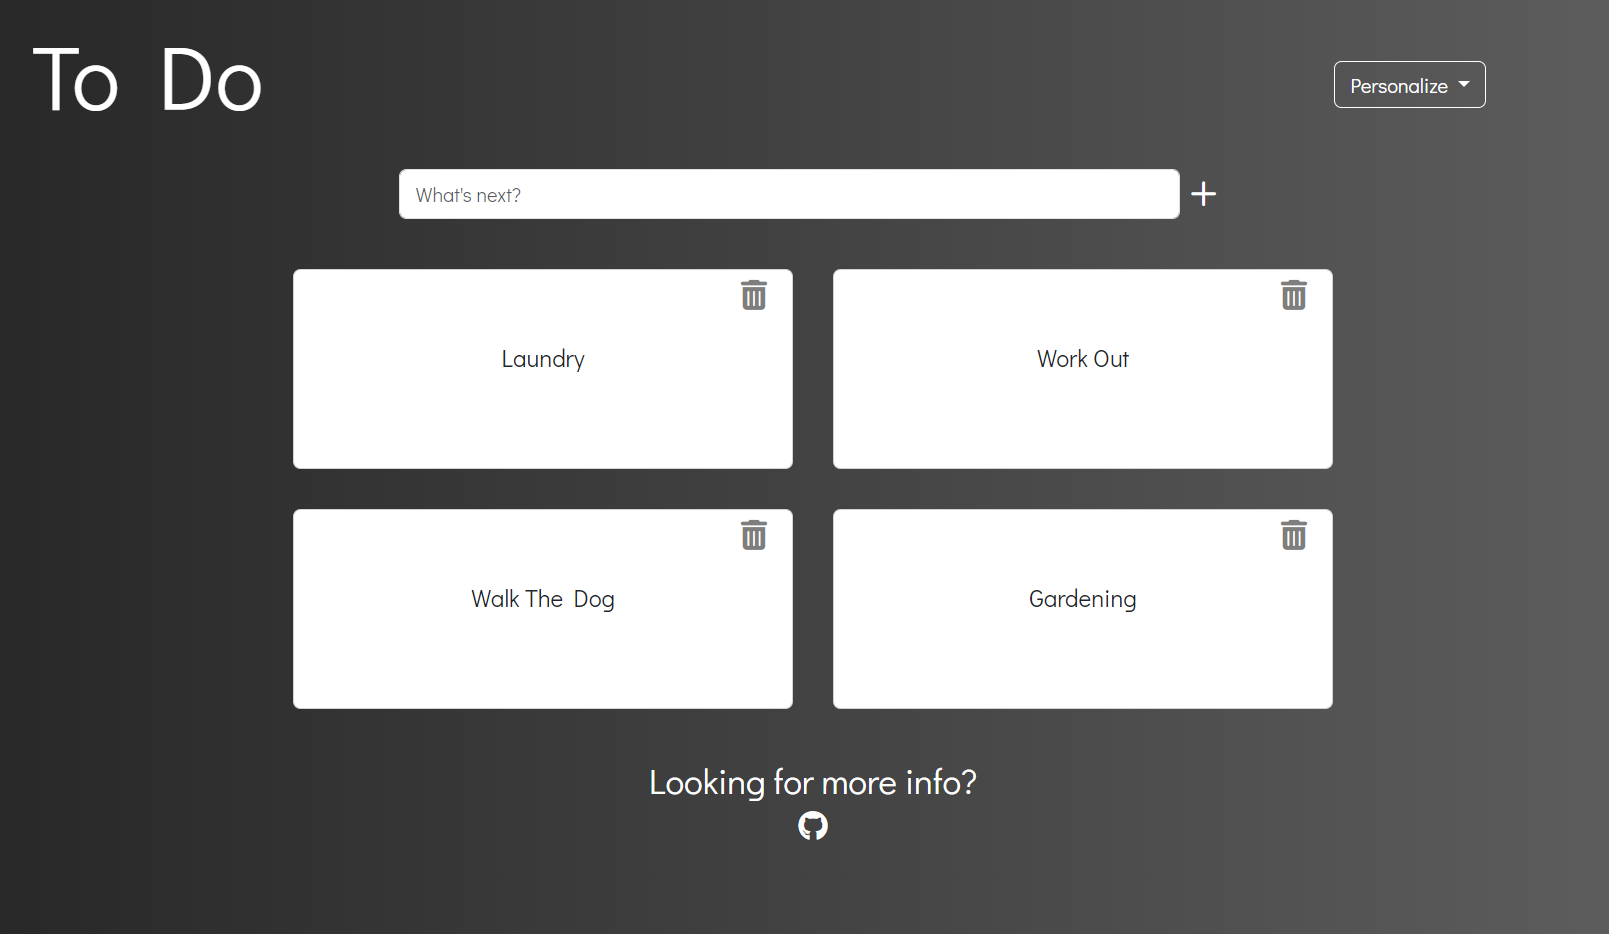 To Do
Personalize
What's next?
Laundry
Work Out
Walk The Dog
Gardening
Looking for more info?